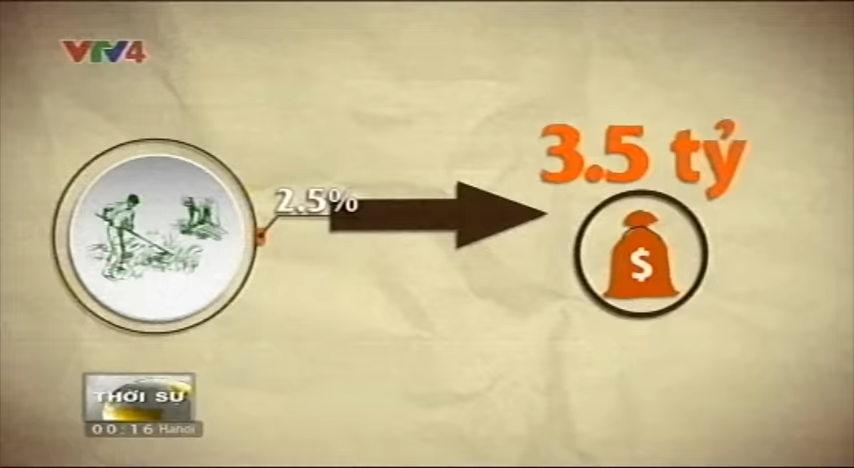 VTV4
3.5 tỷ
2.5%
$
THỜI SỰ
00:16 Hanoi